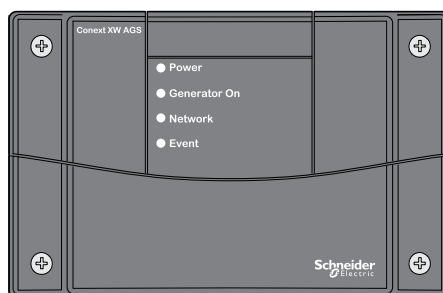 Conext XW AGS
Power
Generator On
Network
Event
Schneider
Electric